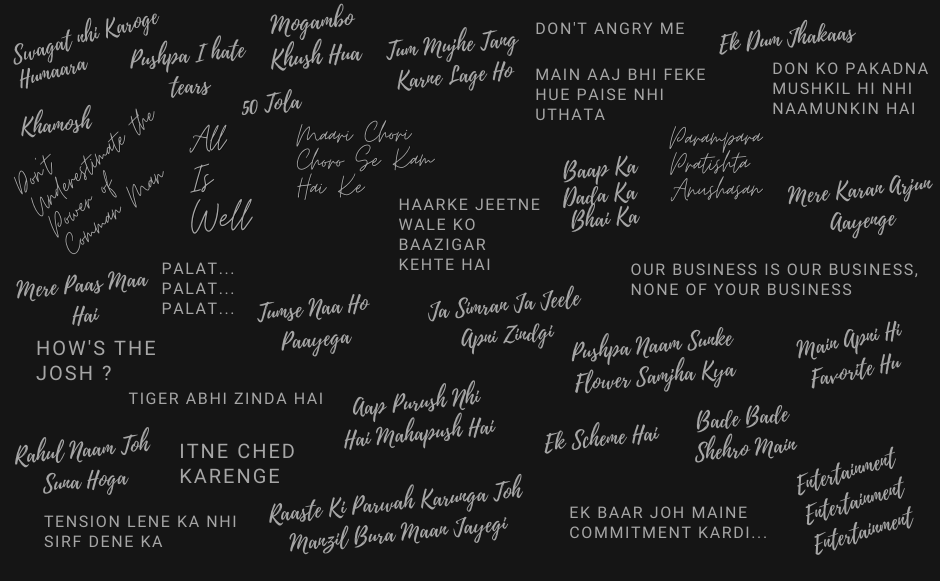 Swagat nhi Karoge
Humaara
Pushpa I hate
tears
Mogambo
Khush Hua
Tum Mujhe Tang
Karne Lage Ho
DON'T ANGRY ME
Ek Dum Jhakaas
MAIN AAJ BHI FEKE
HUE PAISE NHI
UTHATA
DON KO PAKADNA
MUSHKIL HI NHI
NAAMUNKIN HAI
50 Tola
Khamosh
Don't
Underestimate the
Power of
Comman Man
All
Is
Well
Maari Chori
Choro Se Kam
Hai Ke
Baap Ka
Dada Ka
Bhai Ka
Parampara
Pratishta
Anushasan
Mere Karan Arjun
Aayenge
HAARKE JEETNE
WALE KO
BAAZIGAR
KEHTE HAI
Mere Paas Maa
Hai
PALAT...
PALAT...
PALAT...
Tumse Naa Ho
Paayega
Ja Simran Ja Jeele
Apni Zindgi
OUR BUSINESS IS OUR BUSINESS,
NONE OF YOUR BUSINESS
HOW'S THE
JOSH ?
Pushpa Naam Sunke
Flower Samjha Kya
Main Apni Hi
Favorite Hu
TIGER ABHI ZINDA HAI
Aap Purush Nhi
Hai Mahapush Hai
Ek Scheme Hai
Bade Bade
Shehro Main
Rahul Naam Toh
Suna Hoga
ITNE CHED
KARENGE
Entertainment
Entertainment
Entertainment
TENSION LENE KA NHI
SIRF DENE KA
Raaste Ki Parwah Karunga Toh
Manzil Bura Maan Jayegi
EK BAAR JOH MAINE
COMMITMENT KARDI...